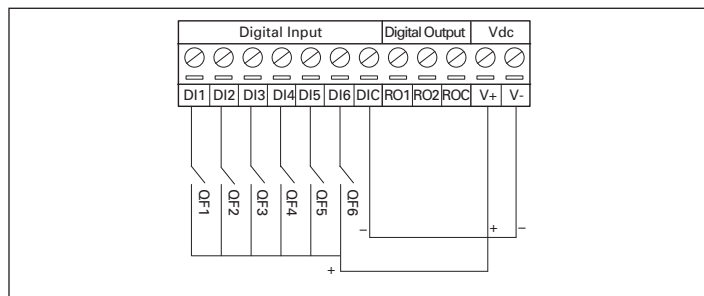 Digital Input Digital Output Vdc
DI1 DI2 DI3 DI4 DI5 DI6 DIC RO1 RO2 ROC V+ V-
QF1 QF2 QF3 QF4 QF5 QF6
− + −
+